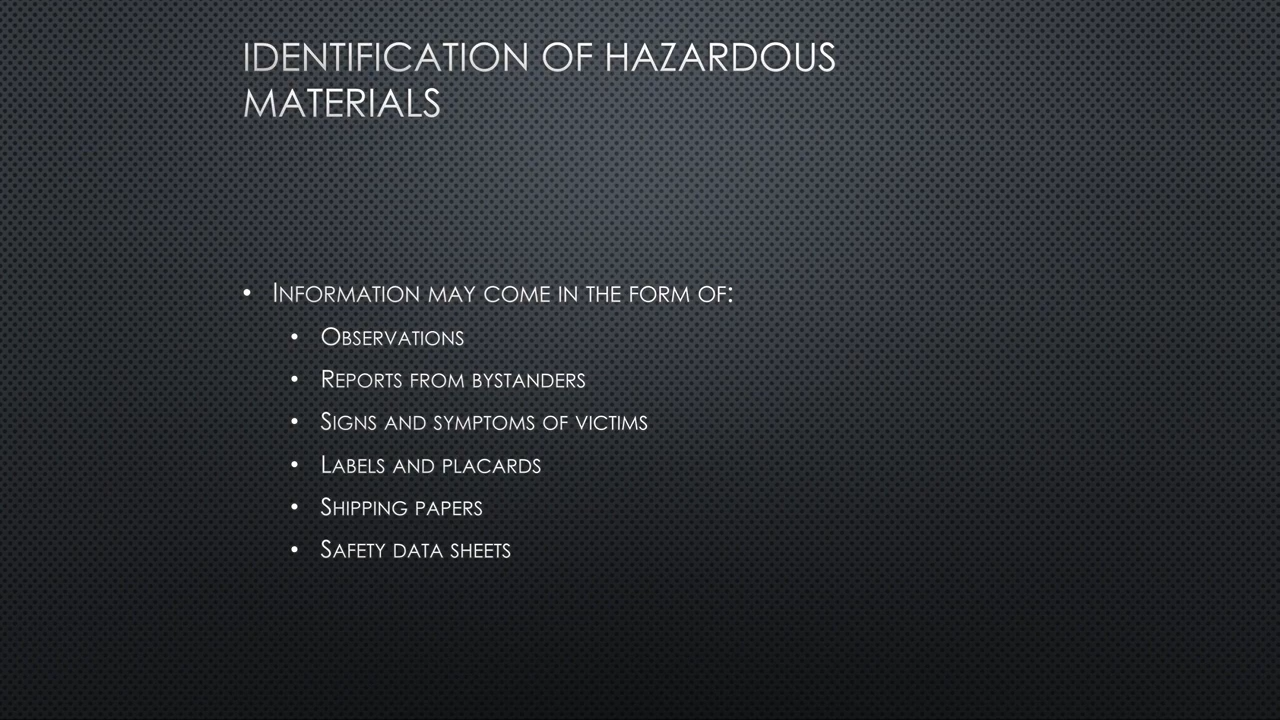 IDENTIFICATION OF HAZARDOUS
MATERIALS
• INFORMATION MAY COME IN THE FORM OF:
• OBSERVATIONS
• REPORTS FROM BYSTANDERS
• SIGNS AND SYMPTOMS OF VICTIMS
• LABELS AND PLACARDS
• SHIPPING PAPERS
• SAFETY DATA SHEETS